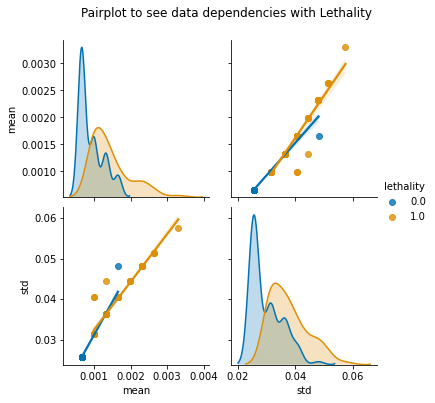 Pairplot to see data dependencies with Lethality
0.0030
0.0025
0.0020
0.0015
0.0010
mean
lethality
0.0
1.0
0.06
0.05
0.04
0.03
std
0.001 0.002 0.003 0.004
mean
0.02 0.04 0.06
std